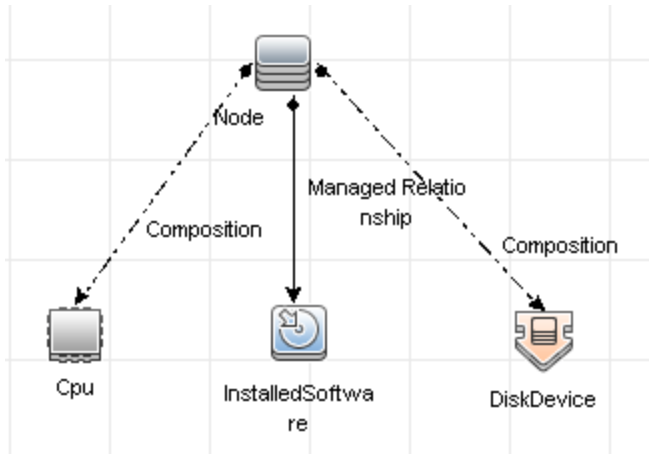 Node
Managed Relatio
nship
Composition
Composition
Cpu
InstalledSoftwa
re
DiskDevice